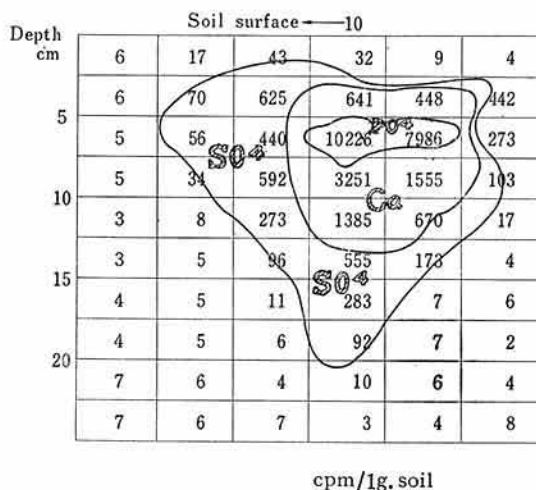 Soil surface ←10
Depth
cm
6 17 43 32 9 4
6 70 625 641 448 442
5
PO4
5 56 440 10226 7986 273
SO4
5 34 592 3251 1555 103
10
Ca
3 8 273 1385 670 17
3 5 96 555 173 4
15
SO4
4 5 11 283 7 6
4 5 6 92 7 2
20
7 6 4 10 6 4
7 6 7 3 4 8
cpm/1g. soil